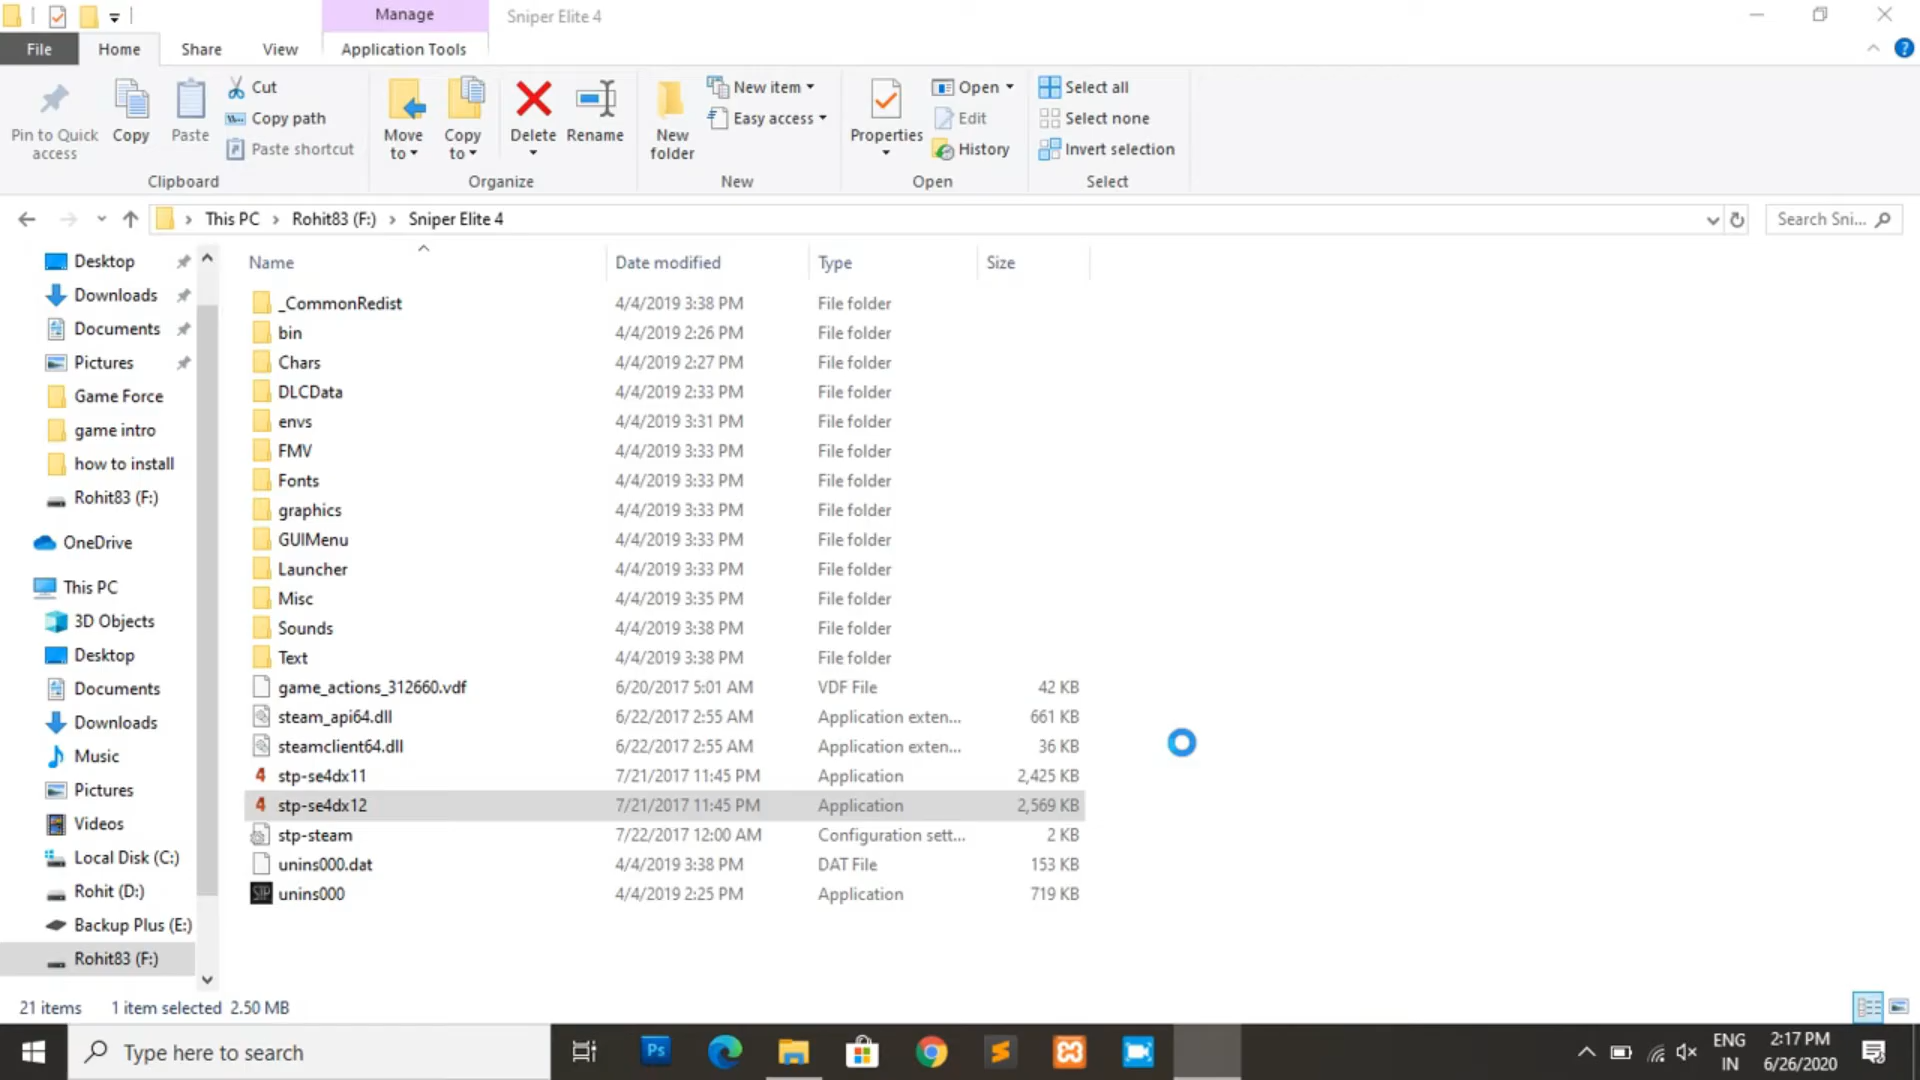 Manage
Sniper Elite 4
File
Home
Share
View
Application Tools
Pin to Quick access
Copy
Paste
Cut
Copy path
Paste shortcut
Clipboard
Move to
Copy to
Delete
Rename
Organize
New folder
New item
Easy access
New
Properties
Open
Edit
History
Open
Select all
Select none
Invert selection
Select
This PC
Rohit83 (F:)
Sniper Elite 4
Search Sni...
Desktop
Downloads
Documents
Pictures
Game Force
game intro
how to install
Rohit83 (F:)
OneDrive
This PC
3D Objects
Desktop
Documents
Downloads
Music
Pictures
Videos
Local Disk (C:)
Rohit (D:)
Backup Plus (E:)
Rohit83 (F:)
Name Date modified Type Size
_CommonRedist 4/4/2019 3:38 PM File folder
bin 4/4/2019 2:26 PM File folder
Chars 4/4/2019 2:27 PM File folder
DLCData 4/4/2019 2:33 PM File folder
envs 4/4/2019 3:31 PM File folder
FMV 4/4/2019 3:33 PM File folder
Fonts 4/4/2019 3:33 PM File folder
graphics 4/4/2019 3:33 PM File folder
GUIMenu 4/4/2019 3:33 PM File folder
Launcher 4/4/2019 3:33 PM File folder
Misc 4/4/2019 3:35 PM File folder
Sounds 4/4/2019 3:38 PM File folder
Text 4/4/2019 3:38 PM File folder
game_actions_312660.vdf 6/20/2017 5:01 AM VDF File 42 KB
steam_api64.dll 6/22/2017 2:55 AM Application exten... 661 KB
steamclient64.dll 6/22/2017 2:55 AM Application exten... 36 KB
4 stp-se4dx11 7/21/2017 11:45 PM Application 2,425 KB
4 stp-se4dx12 7/21/2017 11:45 PM Application 2,569 KB
stp-steam 7/22/2017 12:00 AM Configuration sett... 2 KB
unins000.dat 4/4/2019 3:38 PM DAT File 153 KB
STP unins000 4/4/2019 2:25 PM Application 719 KB
21 items 1 item selected 2.50 MB
Type here to search
Ps
ENG
IN
2:17 PM
6/26/2020